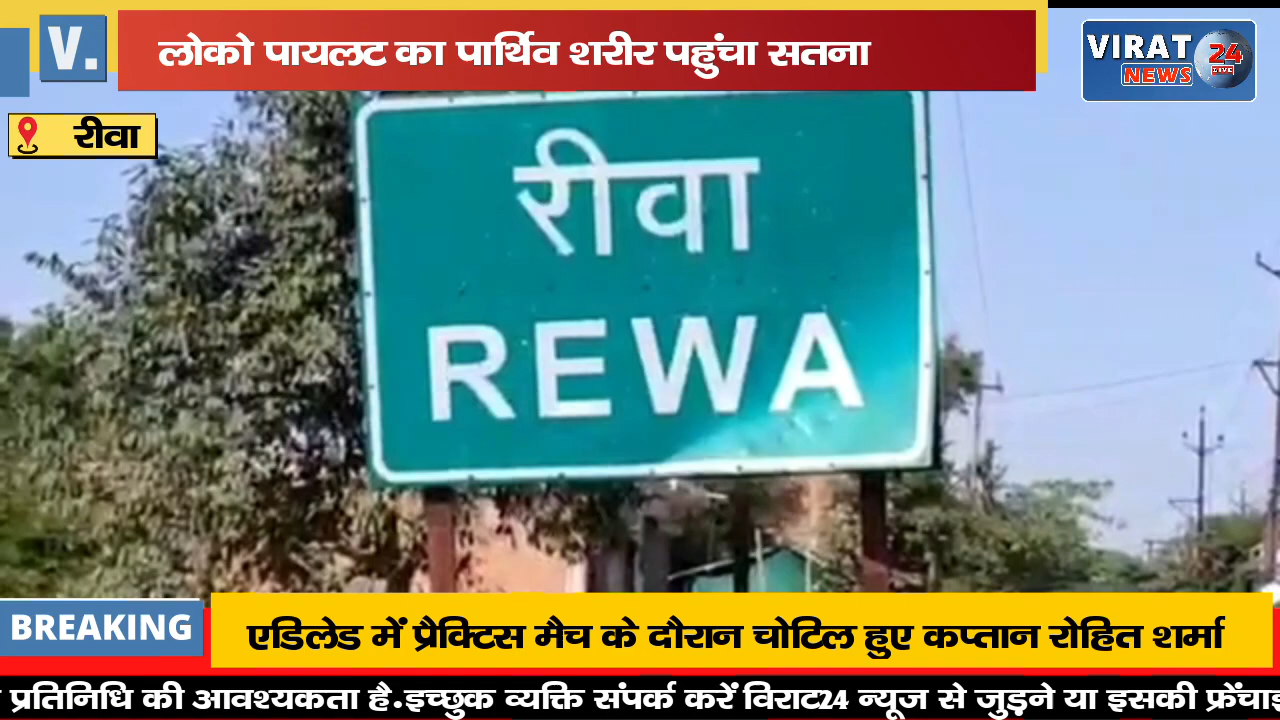 V.
लोको पायलट का पार्थिव शरीर पहुंचा सतना
VIRAT
24
NEWS
LIVE
रीवा
रीवा
REWA
BREAKING
एडिलेड में प्रैक्टिस मैच के दौरान चोटिल हुए कप्तान रोहित शर्मा
प्रतिनिधि की आवश्यकता है.इच्छुक व्यक्ति संपर्क करें विराट24 न्यूज से जुड़ने या इसकी